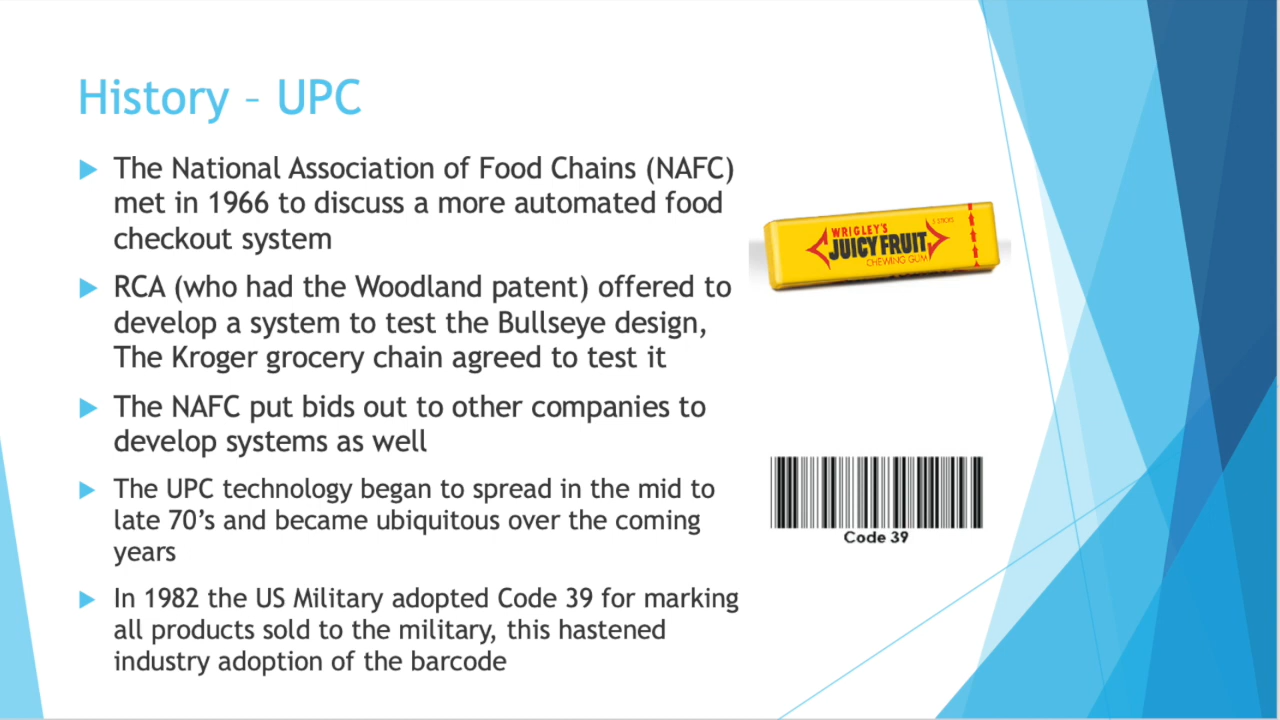 History – UPC
The National Association of Food Chains (NAFC)
met in 1966 to discuss a more automated food
checkout system
RCA (who had the Woodland patent) offered to
develop a system to test the Bullseye design,
The Kroger grocery chain agreed to test it
The NAFC put bids out to other companies to
develop systems as well
The UPC technology began to spread in the mid to
late 70’s and became ubiquitous over the coming
years
In 1982 the US Military adopted Code 39 for marking
all products sold to the military, this hastened
industry adoption of the barcode
5 STICKS
WRIGLEY'S
JUICY FRUIT
CHEWING GUM
Code 39